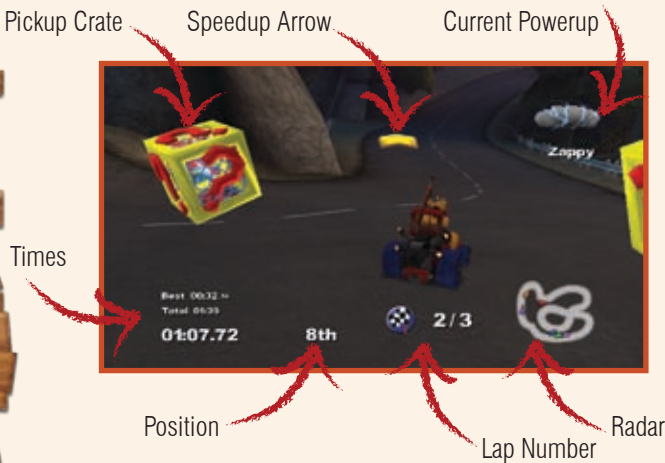 Pickup Crate
Speedup Arrow
Current Powerup
Zappy
Times
Best 00:32
Total 01:39
01:07.72
8th
2/3
Position
Lap Number
Radar